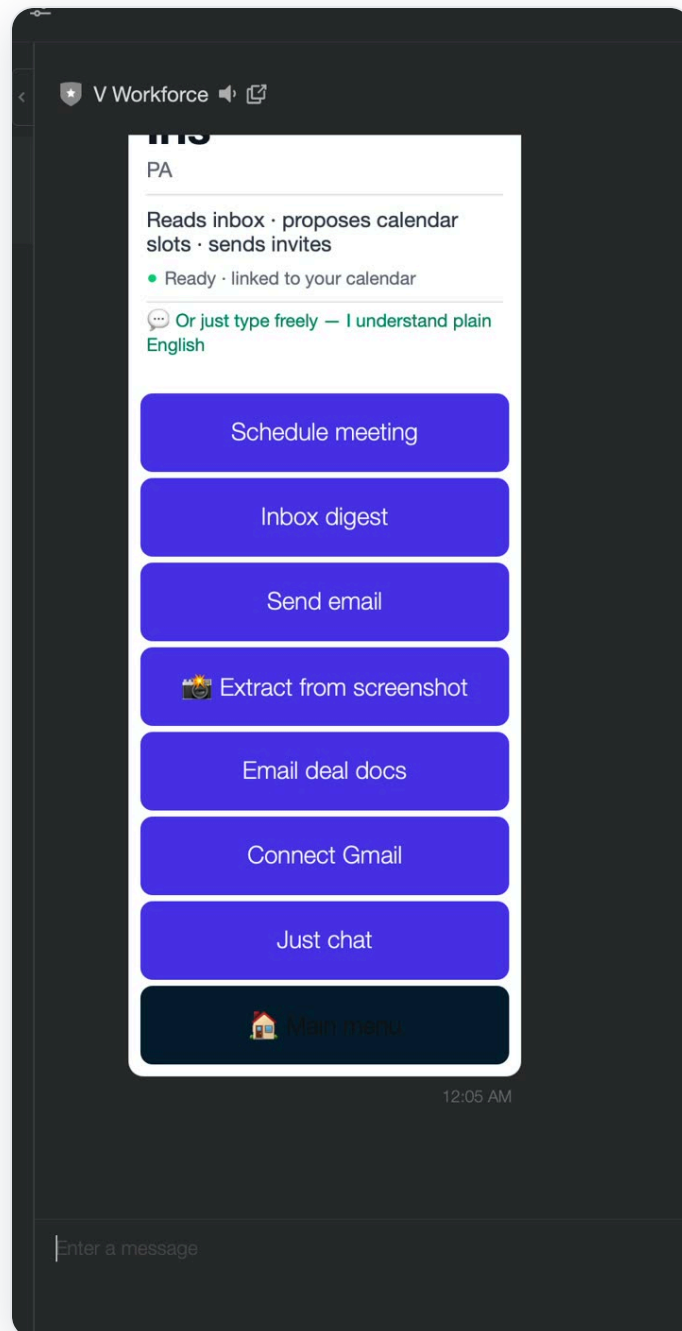 V Workforce
Iris
PA
Reads inbox · proposes calendar
slots · sends invites
Ready · linked to your calendar
💬 Or just type freely — I understand plain
English
Schedule meeting
Inbox digest
Send email
📸 Extract from screenshot
Email deal docs
Connect Gmail
Just chat
🏠 Main menu
12:05 AM
Enter a message